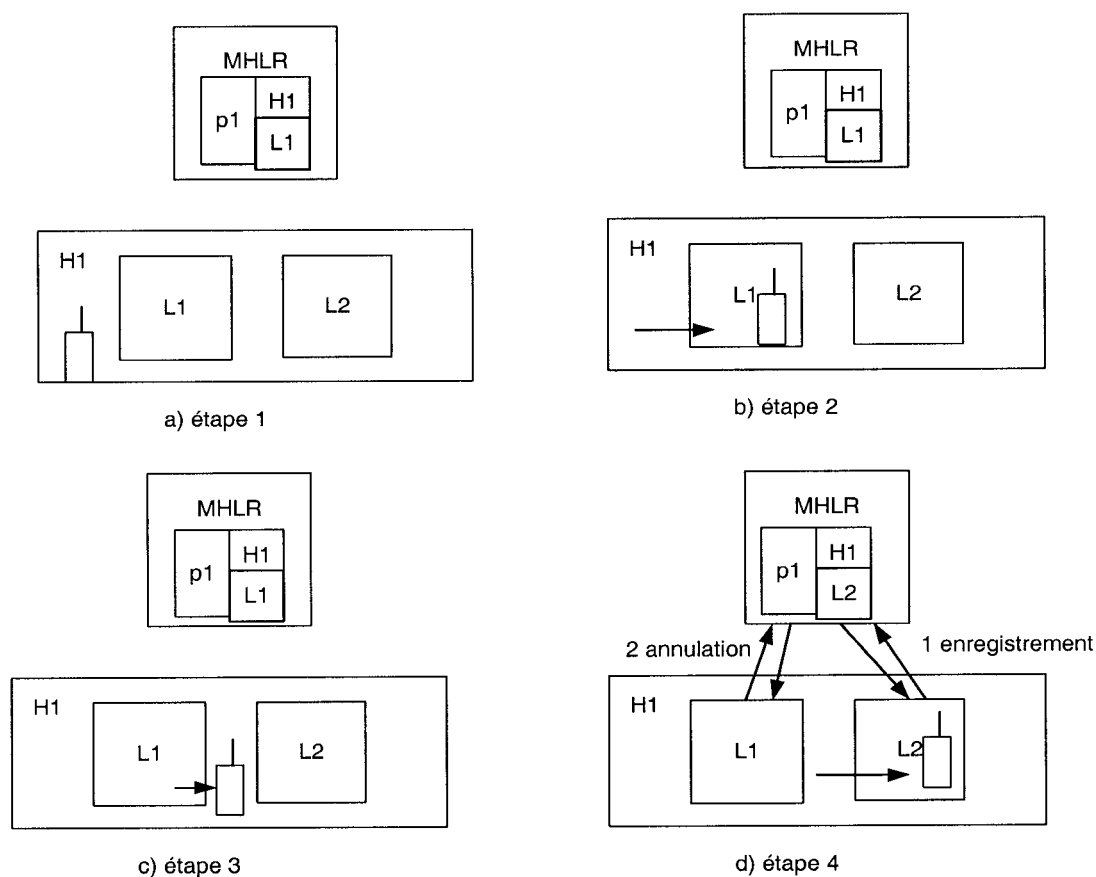 MHLR
p1
H1
L1
H1
L1
L2
a) étape 1
MHLR
p1
H1
L1
H1
L1
L2
b) étape 2
MHLR
p1
H1
L1
H1
L1
L2
c) étape 3
MHLR
p1
H1
L2
2 annulation
1 enregistrement
H1
L1
L2
d) étape 4